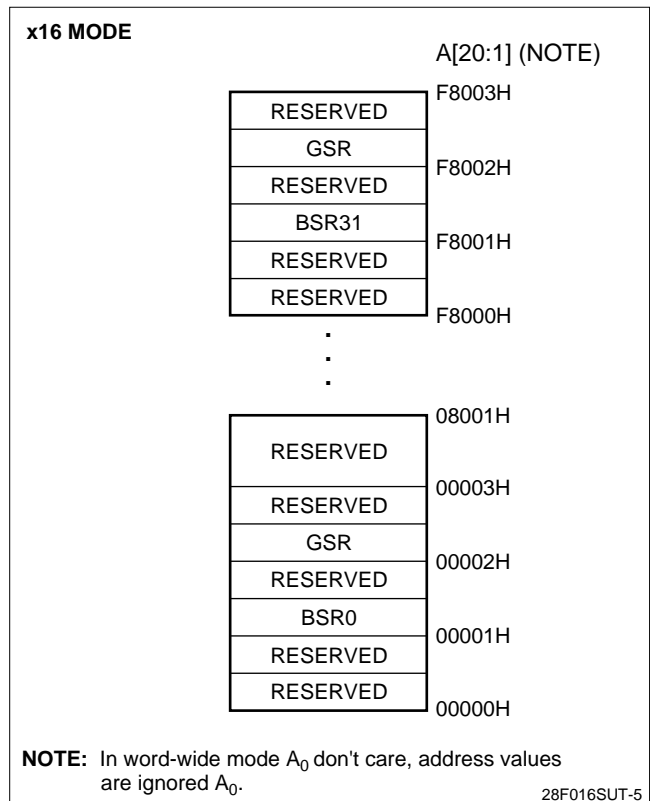 x16 MODE
A[20:1] (NOTE)
F8003H
RESERVED
GSR
F8002H
RESERVED
BSR31
F8001H
RESERVED
RESERVED
F8000H
.
.
.
08001H
RESERVED
00003H
RESERVED
GSR
00002H
RESERVED
BSR0
00001H
RESERVED
RESERVED
00000H
NOTE: In word-wide mode A0 don't care, address values
are ignored A0.
28F016SUT-5